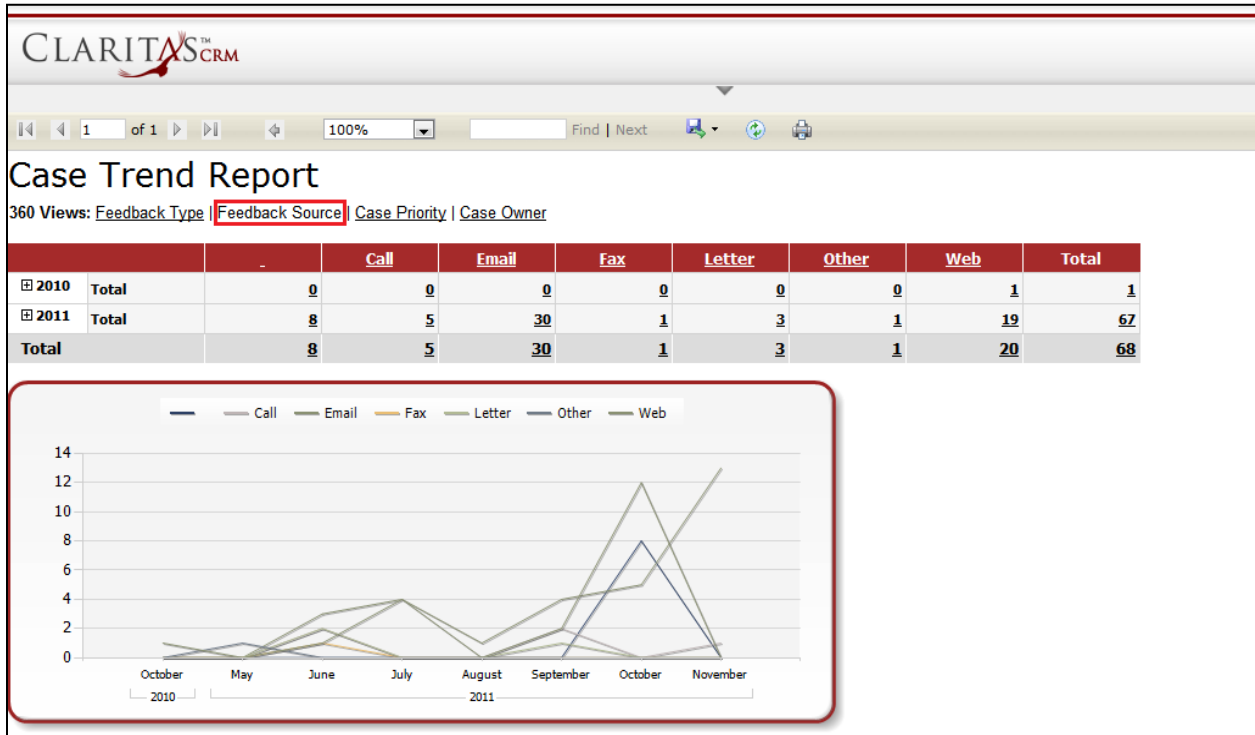 CLARITAS™CRM
1 of 1 100% Find | Next
Case Trend Report
360 Views: Feedback Type | Feedback Source | Case Priority | Case Owner
Call Email Fax Letter Other Web Total
2010 Total 0 0 0 0 0 0 1 1
2011 Total 8 5 30 1 3 1 19 67
Total 8 5 30 1 3 1 20 68
Call Email Fax Letter Other Web
14
12
10
8
6
4
2
0
October May June July August September October November
2010 2011